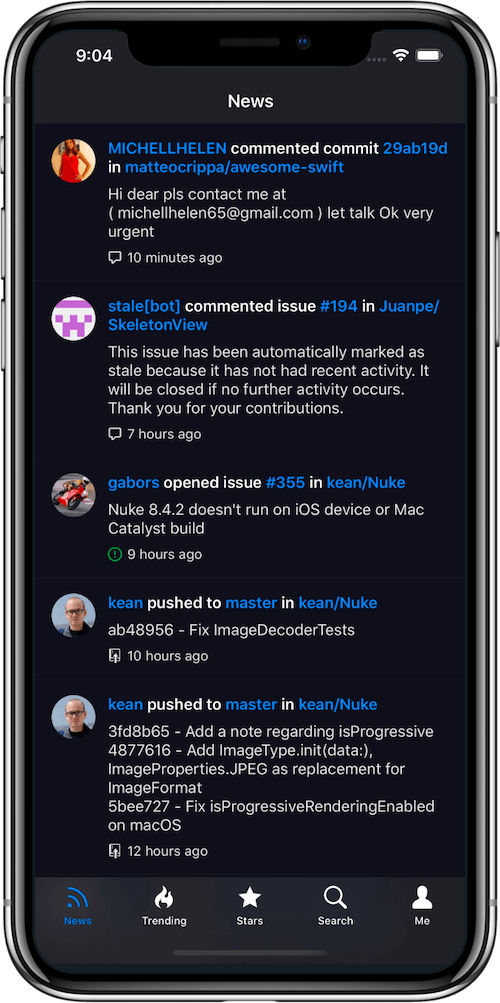 9:04
News
MICHELLHELEN commented commit 29ab19d
in matteocrippa/awesome-swift
Hi dear pls contact me at
( michellhelen65@gmail.com ) let talk Ok very
urgent
10 minutes ago
stale[bot] commented issue #194 in Juanpe/
SkeletonView
This issue has been automatically marked as
stale because it has not had recent activity. It
will be closed if no further activity occurs.
Thank you for your contributions.
7 hours ago
gabors opened issue #355 in kean/Nuke
Nuke 8.4.2 doesn't run on iOS device or Mac
Catalyst build
9 hours ago
kean pushed to master in kean/Nuke
ab48956 - Fix ImageDecoderTests
10 hours ago
kean pushed to master in kean/Nuke
3fd8b65 - Add a note regarding isProgressive
4877616 - Add ImageType.init(data:),
ImageProperties.JPEG as replacement for
ImageFormat
5bee727 - Fix isProgressiveRenderingEnabled
on macOS
12 hours ago
News Trending Stars Search Me